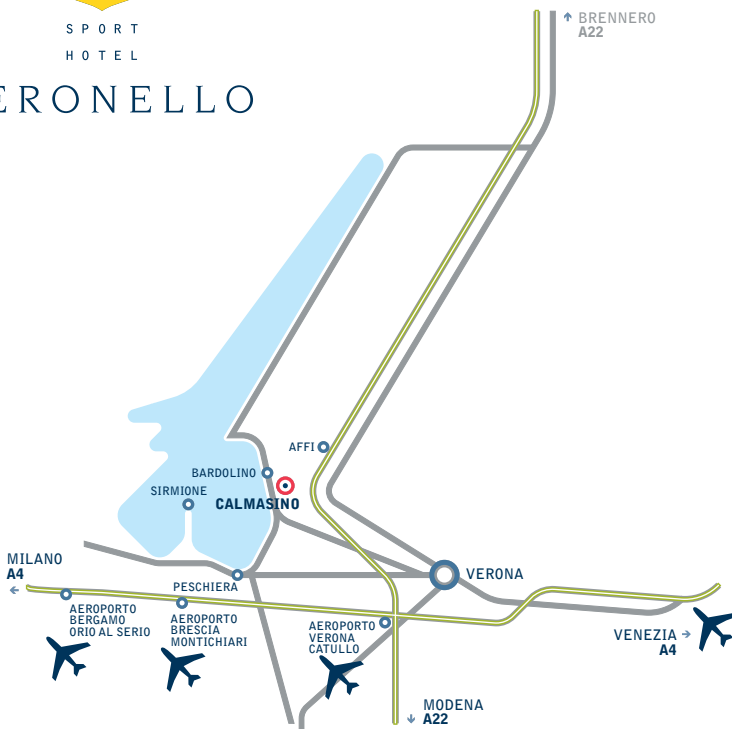 SPORT
HOTEL
ERONELLO
BRENNERO
A22
AFFI
BARDOLINO
SIRMIONE
CALMASINO
MILANO
A4
PESCHIERA
VERONA
AEROPORTO
BERGAMO
ORIO AL SERIO
AEROPORTO
BRESCIA
MONTICHIARI
AEROPORTO
VERONA
CATULLO
VENEZIA
A4
MODENA
A22